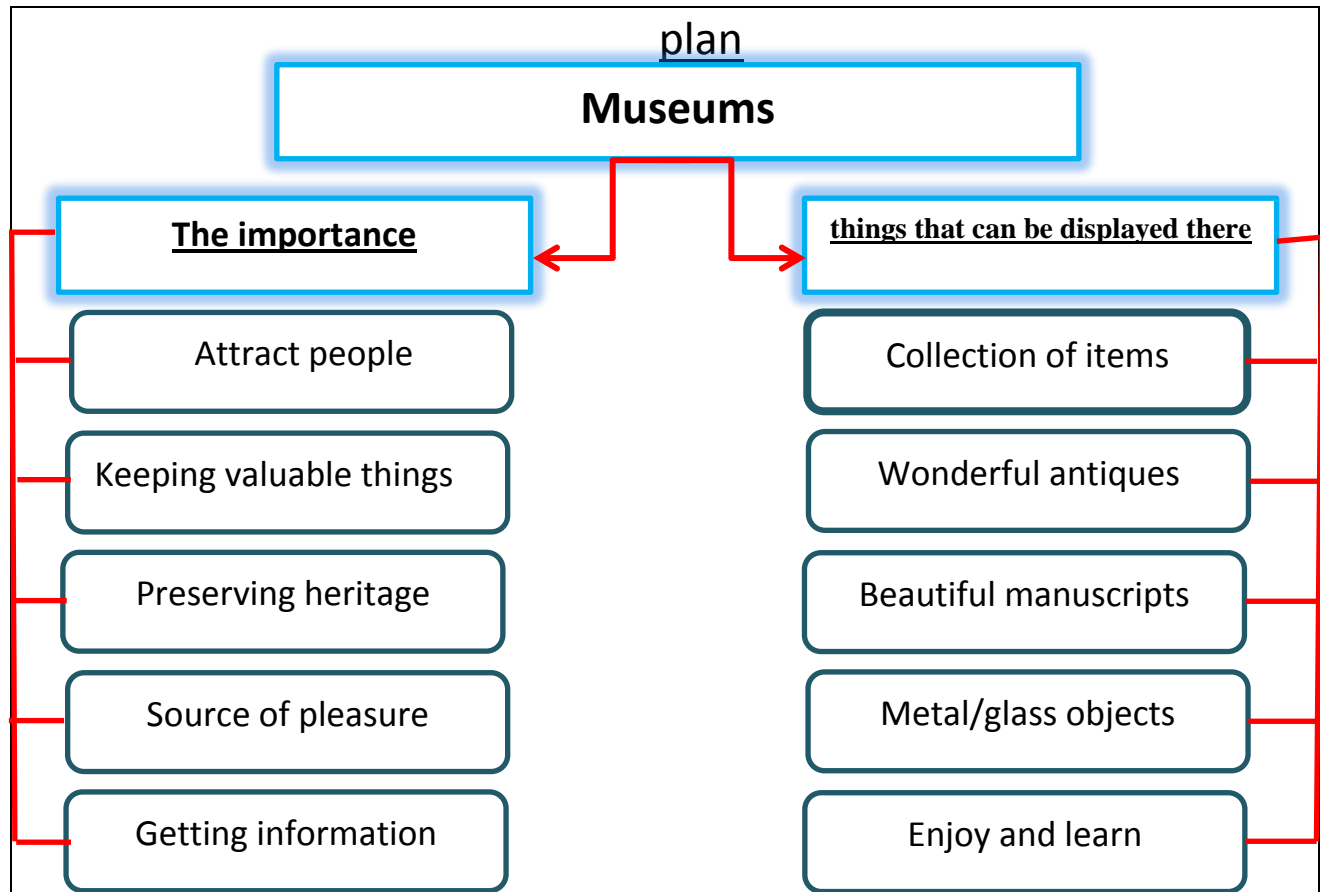 plan
Museums
The importance
Attract people
Keeping valuable things
Preserving heritage
Source of pleasure
Getting information
things that can be displayed there
Collection of items
Wonderful antiques
Beautiful manuscripts
Metal/glass objects
Enjoy and learn